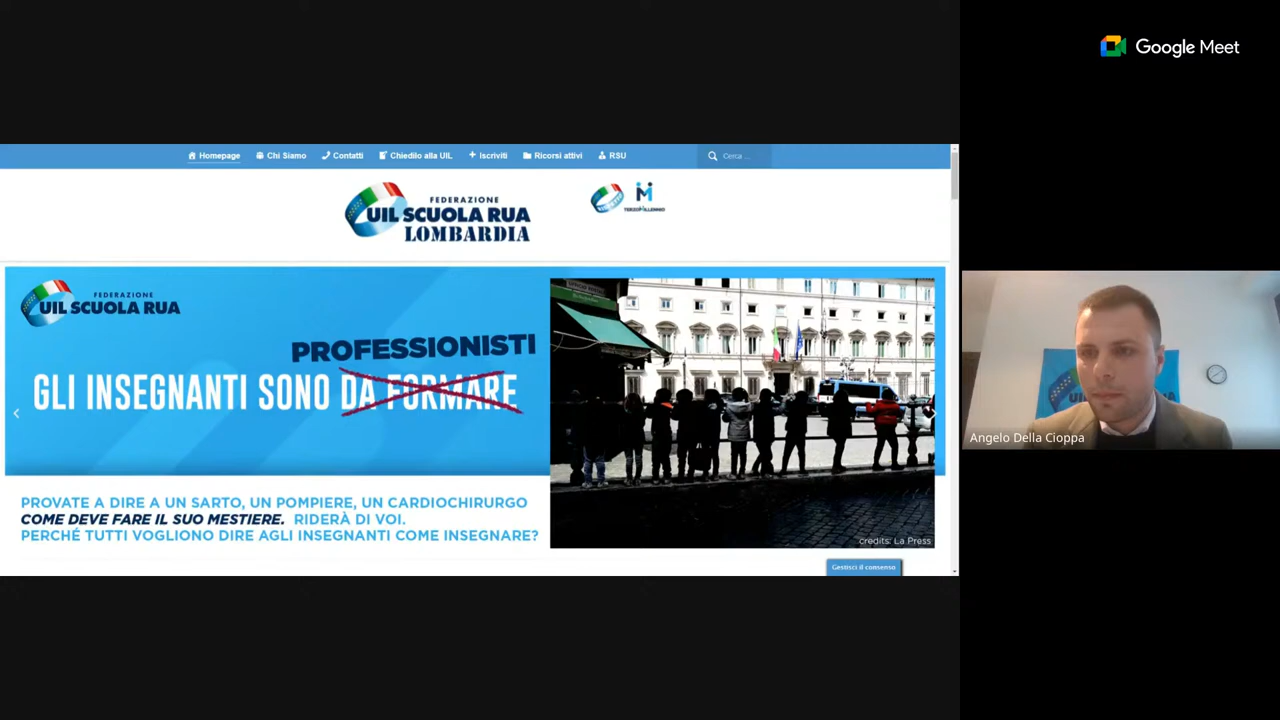 Google Meet
Homepage Chi Siamo Contatti Chiedilo alla UIL Iscriviti Ricorsi attivi RSU Cerca ...
FEDERAZIONE
UIL SCUOLA RUA
LOMBARDIA
TERZO MILLENNIO
FEDERAZIONE
UIL SCUOLA RUA
PROFESSIONISTI
GLI INSEGNANTI SONO DA FORMARE
PROVATE A DIRE A UN SARTO, UN POMPIERE, UN CARDIOCHIRURGO
COME DEVE FARE IL SUO MESTIERE. RIDERÀ DI VOI.
PERCHÉ TUTTI VOGLIONO DIRE AGLI INSEGNANTI COME INSEGNARE?
credits: La Press
Gestisci il consenso
Angelo Della Cioppa